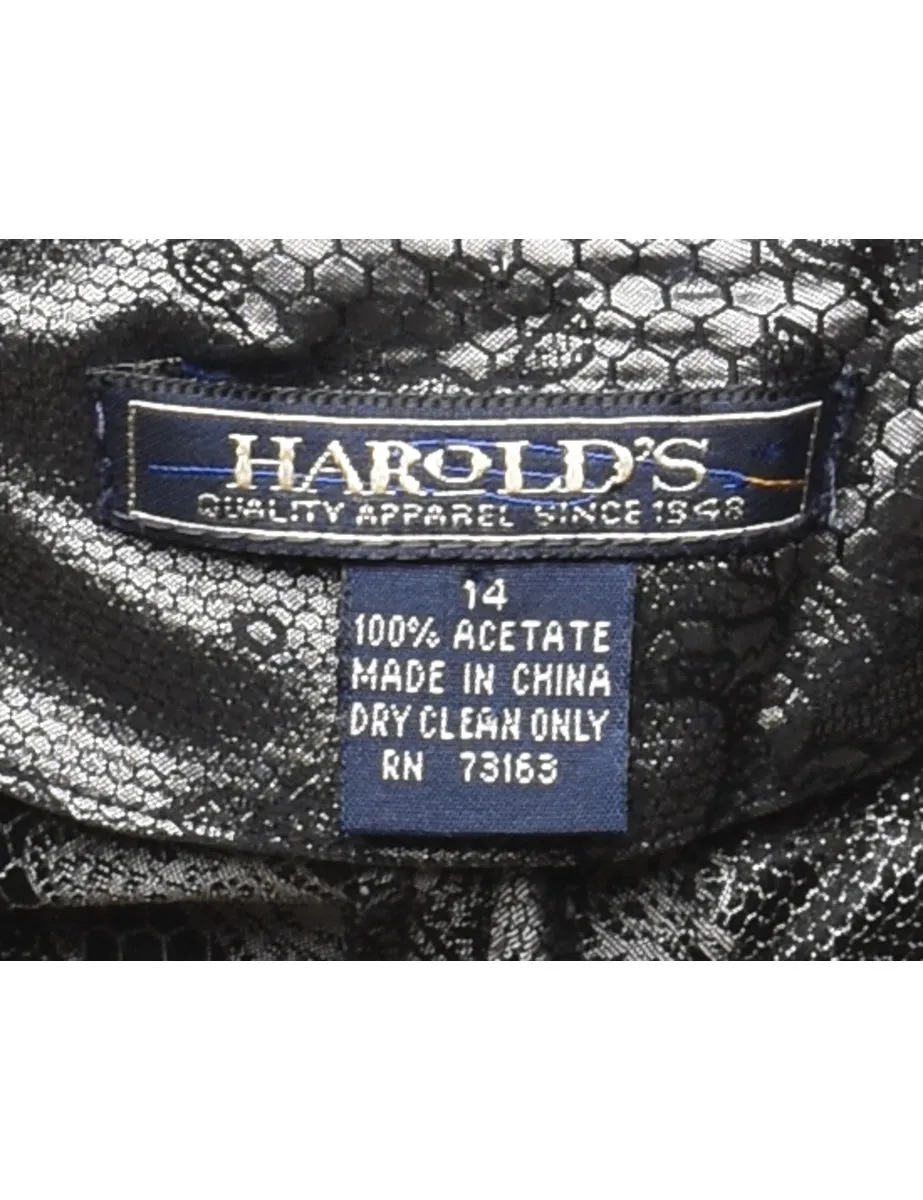 HAROLD'S
QUALITY APPAREL SINCE 1948
14
100% ACETATE
MADE IN CHINA
DRY CLEAN ONLY
RN 73163